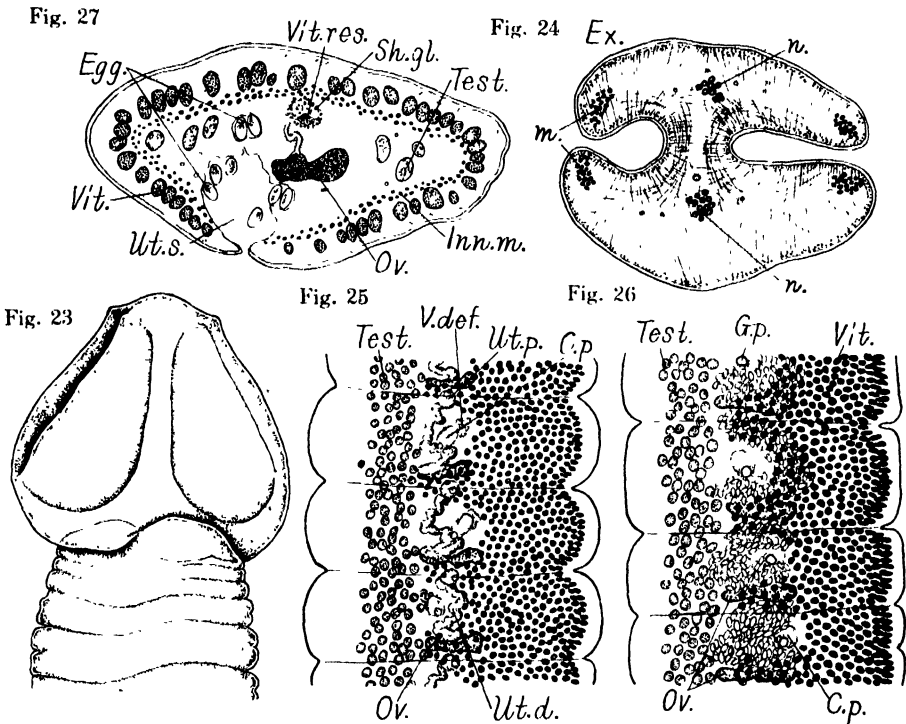 Fig. 27
Vit.res.
Sh.gl.
Egg.
Test.
Vit.
Ut.s.
Ov.
Inn.m.
Fig. 24
Ex.
n.
m.
n.
Fig. 23
Fig. 25
V.def.
Test.
Ut.p.
C.p
Ov.
Ut.d.
Fig. 26
Test.
G.p.
Vit.
Ov.
C.p.